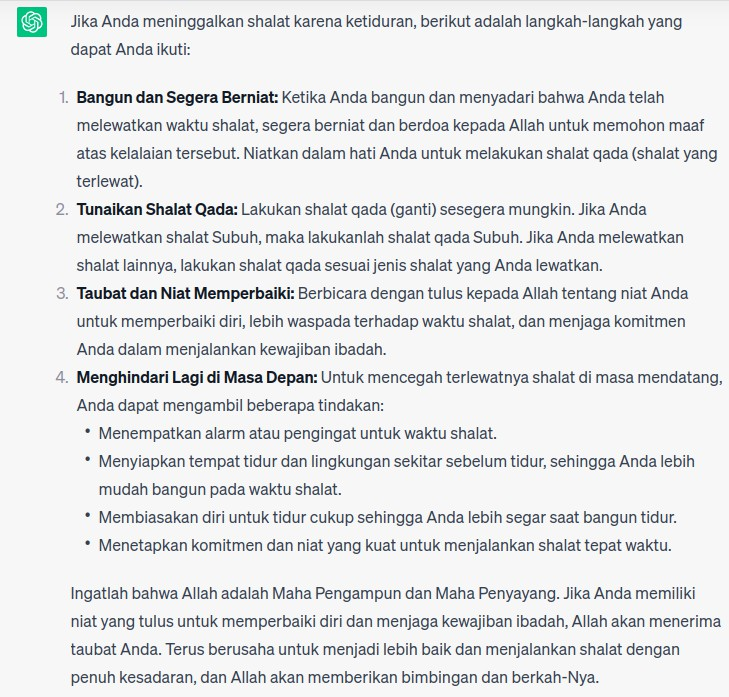 Jika Anda meninggalkan shalat karena ketiduran, berikut adalah langkah-langkah yang
dapat Anda ikuti:
1. Bangun dan Segera Berniat: Ketika Anda bangun dan menyadari bahwa Anda telah
melewatkan waktu shalat, segera berniat dan berdoa kepada Allah untuk memohon maaf
atas kelalaian tersebut. Niatkan dalam hati Anda untuk melakukan shalat qada (shalat yang
terlewat).
2. Tunaikan Shalat Qada: Lakukan shalat qada (ganti) sesegera mungkin. Jika Anda
melewatkan shalat Subuh, maka lakukanlah shalat qada Subuh. Jika Anda melewatkan
shalat lainnya, lakukan shalat qada sesuai jenis shalat yang Anda lewatkan.
3. Taubat dan Niat Memperbaiki: Berbicara dengan tulus kepada Allah tentang niat Anda
untuk memperbaiki diri, lebih waspada terhadap waktu shalat, dan menjaga komitmen
Anda dalam menjalankan kewajiban ibadah.
4. Menghindari Lagi di Masa Depan: Untuk mencegah terlewatnya shalat di masa mendatang,
Anda dapat mengambil beberapa tindakan:
• Menempatkan alarm atau pengingat untuk waktu shalat.
• Menyiapkan tempat tidur dan lingkungan sekitar sebelum tidur, sehingga Anda lebih
mudah bangun pada waktu shalat.
• Membiasakan diri untuk tidur cukup sehingga Anda lebih segar saat bangun tidur.
• Menetapkan komitmen dan niat yang kuat untuk menjalankan shalat tepat waktu.
Ingatlah bahwa Allah adalah Maha Pengampun dan Maha Penyayang. Jika Anda memiliki
niat yang tulus untuk memperbaiki diri dan menjaga kewajiban ibadah, Allah akan menerima
taubat Anda. Terus berusaha untuk menjadi lebih baik dan menjalankan shalat dengan
penuh kesadaran, dan Allah akan memberikan bimbingan dan berkah-Nya.